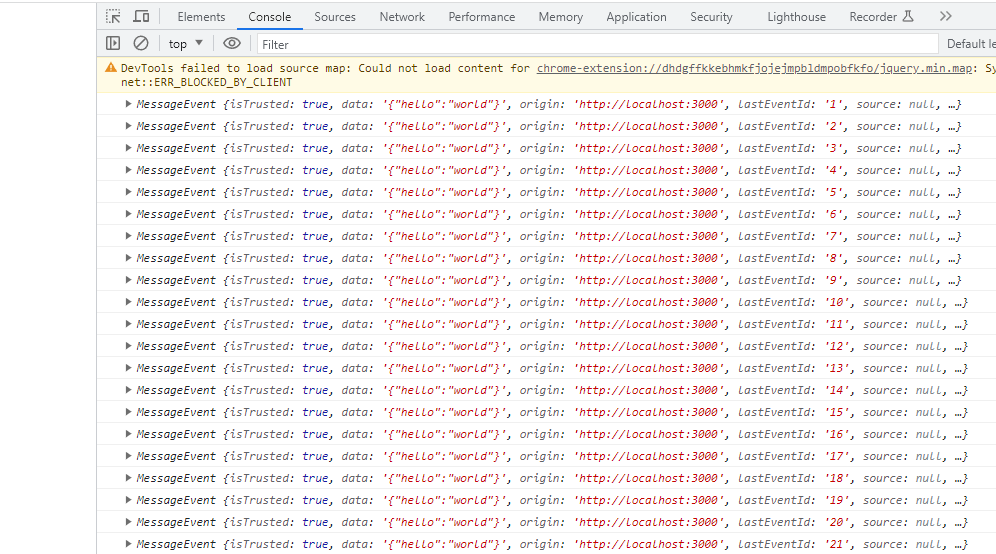 Elements Console Sources Network Performance Memory Application Security Lighthouse Recorder
top Filter Default le
DevTools failed to load source map: Could not load content for chrome-extension://dhdgffkkebhmkfjojejmpbldmpobfkfo/jquery.min.map: Sy
net::ERR_BLOCKED_BY_CLIENT
MessageEvent {isTrusted: true, data: '{"hello":"world"}', origin: 'http://localhost:3000', lastEventId: '1', source: null, …}
MessageEvent {isTrusted: true, data: '{"hello":"world"}', origin: 'http://localhost:3000', lastEventId: '2', source: null, …}
MessageEvent {isTrusted: true, data: '{"hello":"world"}', origin: 'http://localhost:3000', lastEventId: '3', source: null, …}
MessageEvent {isTrusted: true, data: '{"hello":"world"}', origin: 'http://localhost:3000', lastEventId: '4', source: null, …}
MessageEvent {isTrusted: true, data: '{"hello":"world"}', origin: 'http://localhost:3000', lastEventId: '5', source: null, …}
MessageEvent {isTrusted: true, data: '{"hello":"world"}', origin: 'http://localhost:3000', lastEventId: '6', source: null, …}
MessageEvent {isTrusted: true, data: '{"hello":"world"}', origin: 'http://localhost:3000', lastEventId: '7', source: null, …}
MessageEvent {isTrusted: true, data: '{"hello":"world"}', origin: 'http://localhost:3000', lastEventId: '8', source: null, …}
MessageEvent {isTrusted: true, data: '{"hello":"world"}', origin: 'http://localhost:3000', lastEventId: '9', source: null, …}
MessageEvent {isTrusted: true, data: '{"hello":"world"}', origin: 'http://localhost:3000', lastEventId: '10', source: null, …}
MessageEvent {isTrusted: true, data: '{"hello":"world"}', origin: 'http://localhost:3000', lastEventId: '11', source: null, …}
MessageEvent {isTrusted: true, data: '{"hello":"world"}', origin: 'http://localhost:3000', lastEventId: '12', source: null, …}
MessageEvent {isTrusted: true, data: '{"hello":"world"}', origin: 'http://localhost:3000', lastEventId: '13', source: null, …}
MessageEvent {isTrusted: true, data: '{"hello":"world"}', origin: 'http://localhost:3000', lastEventId: '14', source: null, …}
MessageEvent {isTrusted: true, data: '{"hello":"world"}', origin: 'http://localhost:3000', lastEventId: '15', source: null, …}
MessageEvent {isTrusted: true, data: '{"hello":"world"}', origin: 'http://localhost:3000', lastEventId: '16', source: null, …}
MessageEvent {isTrusted: true, data: '{"hello":"world"}', origin: 'http://localhost:3000', lastEventId: '17', source: null, …}
MessageEvent {isTrusted: true, data: '{"hello":"world"}', origin: 'http://localhost:3000', lastEventId: '18', source: null, …}
MessageEvent {isTrusted: true, data: '{"hello":"world"}', origin: 'http://localhost:3000', lastEventId: '19', source: null, …}
MessageEvent {isTrusted: true, data: '{"hello":"world"}', origin: 'http://localhost:3000', lastEventId: '20', source: null, …}
MessageEvent {isTrusted: true, data: '{"hello":"world"}', origin: 'http://localhost:3000', lastEventId: '21', source: null, …}